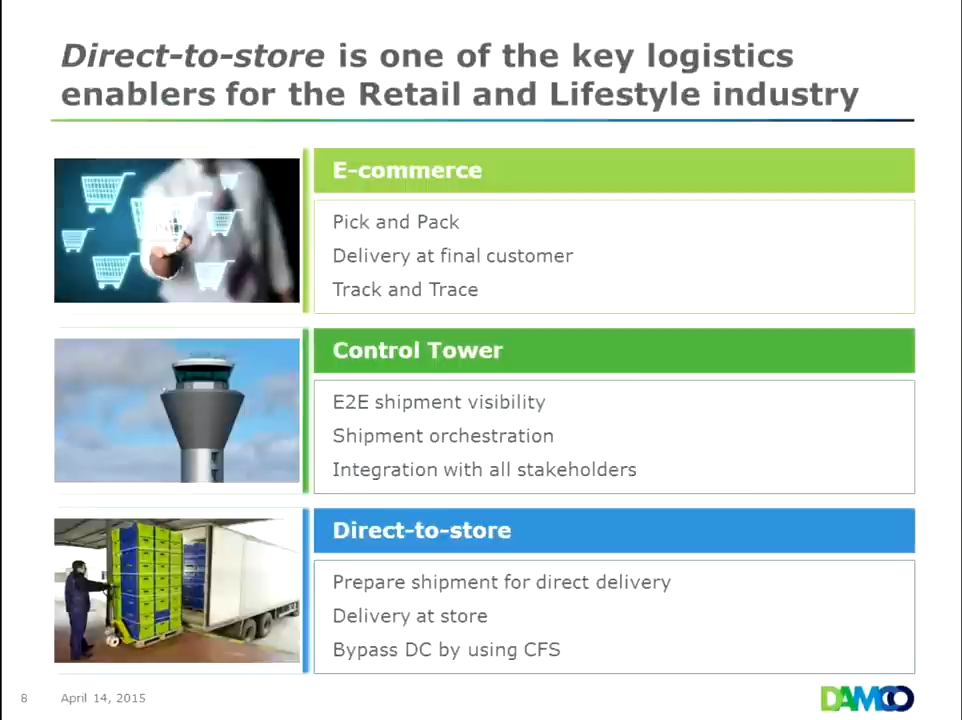 Direct-to-store is one of the key logistics
enablers for the Retail and Lifestyle industry
E-commerce
Pick and Pack
Delivery at final customer
Track and Trace
Control Tower
E2E shipment visibility
Shipment orchestration
Integration with all stakeholders
Direct-to-store
Prepare shipment for direct delivery
Delivery at store
Bypass DC by using CFS
8 April 14, 2015
DAMCO